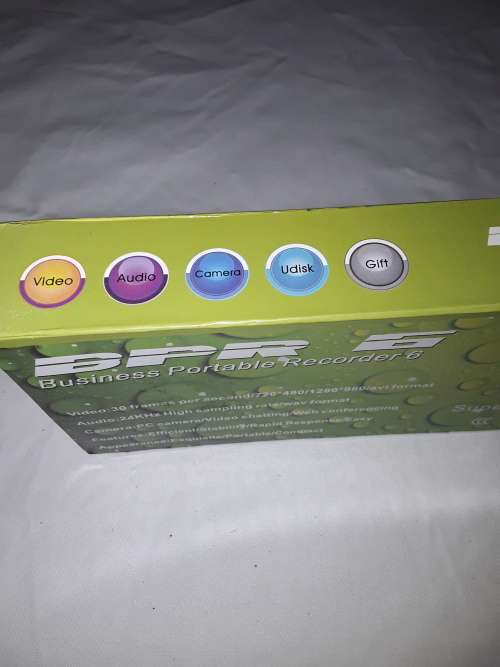 Video Audio Camera Udisk Gift
BPR 6
Business Portable Recorder 6
Video:30 frames per second/720*480/1280*960/avi format
High sampling rate/wav format
Camera:PC camera/Video chatting/Web conferencing
Features:Efficient/Stability/Rapid Response/Easy
Appearance:Exquisite/Portable/Compact